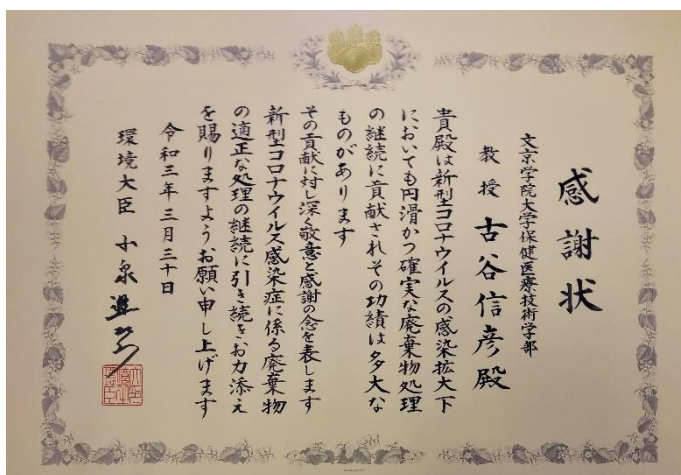 感謝状
文京学院大学保健医療技術学部
教授 古谷信彦殿
貴殿は新型コロナウイルスの感染拡大下
においても円滑かつ確実な廃棄物処理
の継続に貢献されその功績は多大な
ものがあります
その貢献に対し深く敬意と感謝の念を表します
新型コロナウイルス感染症に係る廃棄物
の適正な処理の継続に引き続きお力添え
を賜りますようお願い申し上げます
令和三年三月三十日
環境大臣 小泉進